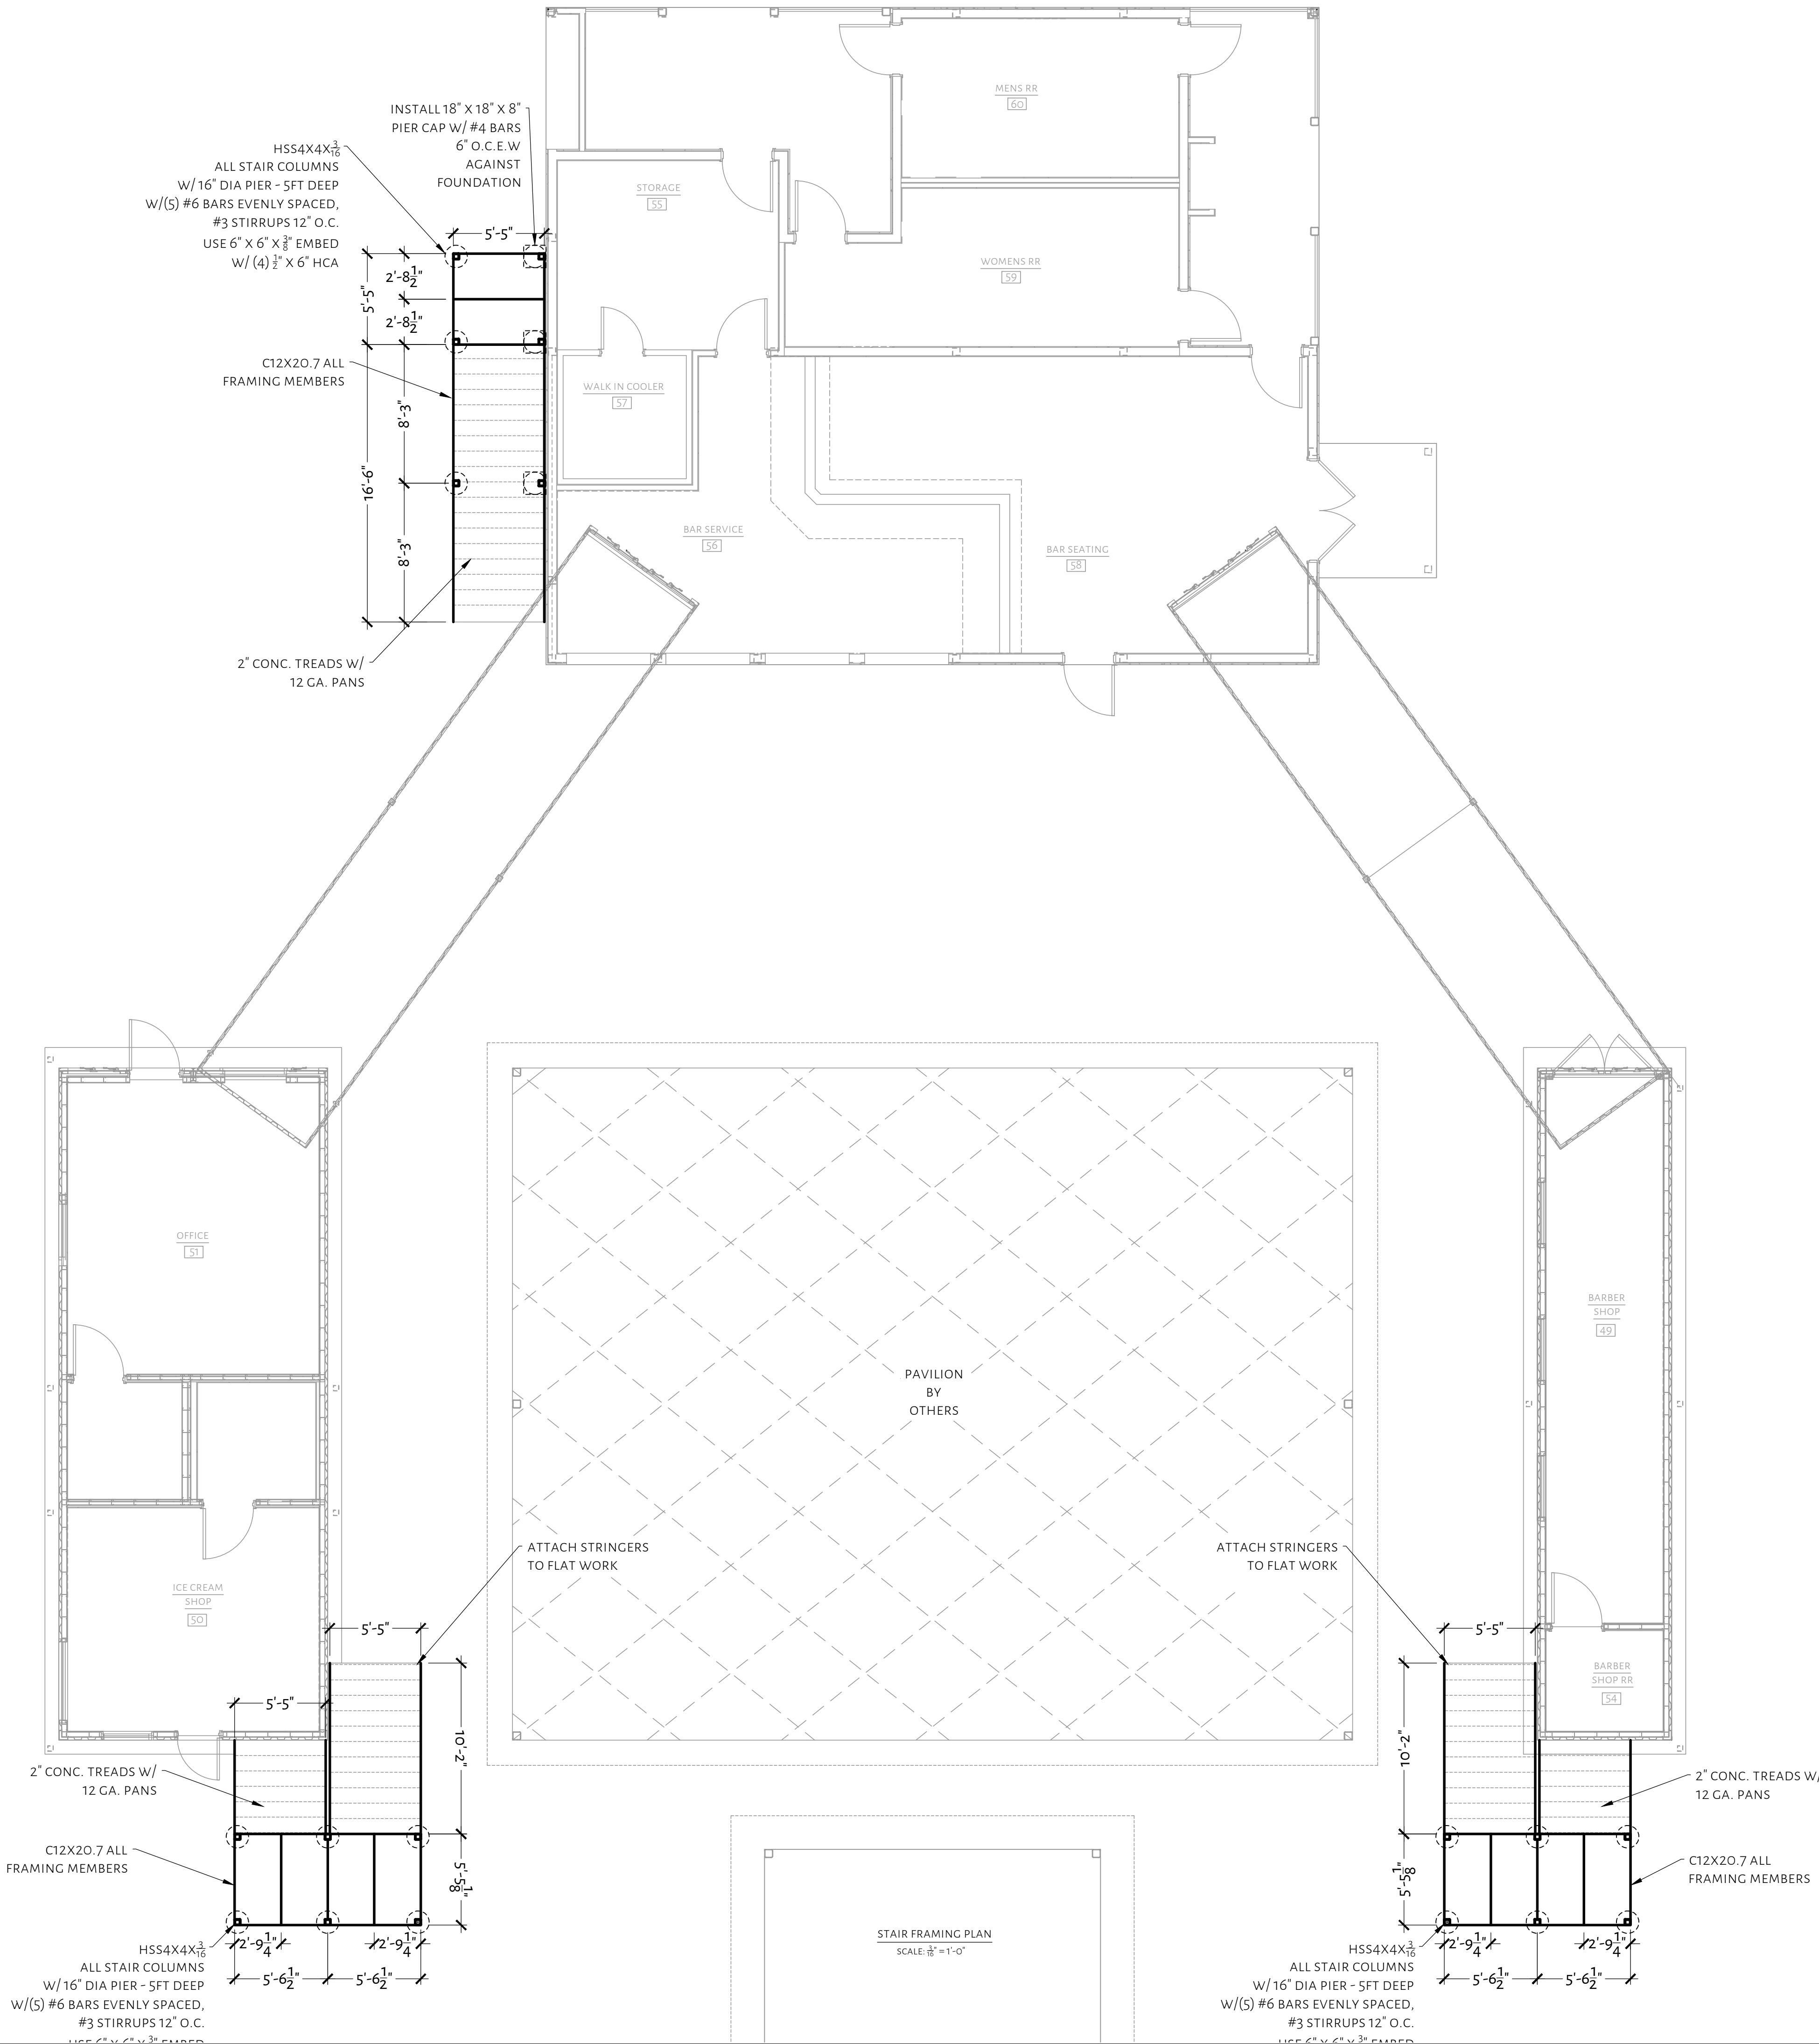 MENS RR
60
INSTALL 18" X 18" X 8"
PIER CAP W/ #4 BARS
6" O.C.E.W
AGAINST
FOUNDATION
HSS4X4X3/16
ALL STAIR COLUMNS
W/ 16" DIA PIER - 5FT DEEP
W/(5) #6 BARS EVENLY SPACED,
#3 STIRRUPS 12" O.C.
USE 6" X 6" X 3/8" EMBED
W/ (4) 1/2" X 6" HCA
STORAGE
55
WOMENS RR
59
5'-5"
2'-8 1/2"
5'-5"
2'-8 1/2"
C12X20.7 ALL
FRAMING MEMBERS
WALK IN COOLER
57
8'-3"
16'-6"
8'-3"
BAR SERVICE
56
BAR SEATING
58
2" CONC. TREADS W/
12 GA. PANS
OFFICE
51
BARBER
SHOP
49
PAVILION
BY
OTHERS
ATTACH STRINGERS
TO FLAT WORK
ATTACH STRINGERS
TO FLAT WORK
ICE CREAM
SHOP
50
5'-5"
5'-5"
5'-5"
BARBER
SHOP RR
54
10'-2"
10'-2"
2" CONC. TREADS W/
12 GA. PANS
2" CONC. TREADS W/
12 GA. PANS
C12X20.7 ALL
FRAMING MEMBERS
5'-5 1/8"
5'-5 1/8"
C12X20.7 ALL
FRAMING MEMBERS
STAIR FRAMING PLAN
SCALE: 3/16" = 1'-0"
2'-9 1/4"
2'-9 1/4"
5'-6 1/2"
5'-6 1/2"
2'-9 1/4"
2'-9 1/4"
5'-6 1/2"
5'-6 1/2"
HSS4X4X3/16
ALL STAIR COLUMNS
W/ 16" DIA PIER - 5FT DEEP
W/(5) #6 BARS EVENLY SPACED,
#3 STIRRUPS 12" O.C.
USE 6" X 6" X 3" EMBED
HSS4X4X3/16
ALL STAIR COLUMNS
W/ 16" DIA PIER - 5FT DEEP
W/(5) #6 BARS EVENLY SPACED,
#3 STIRRUPS 12" O.C.
USE 6" X 6" X 3" EMBED